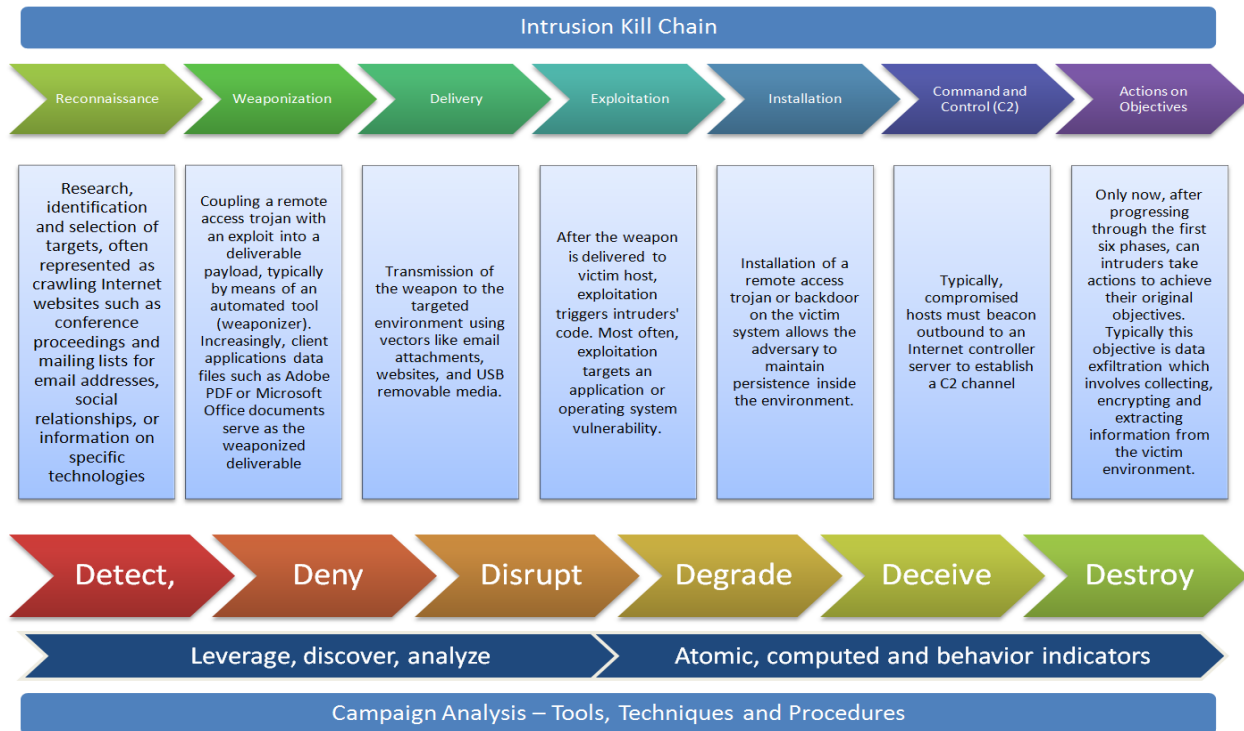 Intrusion Kill Chain
Reconnaissance
Weaponization
Delivery
Exploitation
Installation
Command and
Control (C2)
Actions on
Objectives
Research,
identification
and selection of
targets, often
represented as
crawling Internet
websites such as
conference
proceedings and
mailing lists for
email addresses,
social
relationships, or
information on
specific
technologies
Coupling a remote
access trojan with
an exploit into a
deliverable
payload, typically
by means of an
automated tool
(weaponizer).
Increasingly, client
applications data
files such as Adobe
PDF or Microsoft
Office documents
serve as the
weaponized
deliverable
Transmission of
the weapon to the
targeted
environment using
vectors like email
attachments,
websites, and USB
removable media.
After the weapon
is delivered to
victim host,
exploitation
triggers intruders'
code. Most often,
exploitation
targets an
application or
operating system
vulnerability.
Installation of a
remote access
trojan or backdoor
on the victim
system allows the
adversary to
maintain
persistence inside
the environment.
Typically,
compromised
hosts must beacon
outbound to an
Internet controller
server to establish
a C2 channel
Only now, after
progressing
through the first
six phases, can
intruders take
actions to achieve
their original
objectives.
Typically this
objective is data
exfiltration which
involves collecting,
encrypting and
extracting
information from
the victim
environment.
Detect,
Deny
Disrupt
Degrade
Deceive
Destroy
Leverage, discover, analyze
Atomic, computed and behavior indicators
Campaign Analysis – Tools, Techniques and Procedures